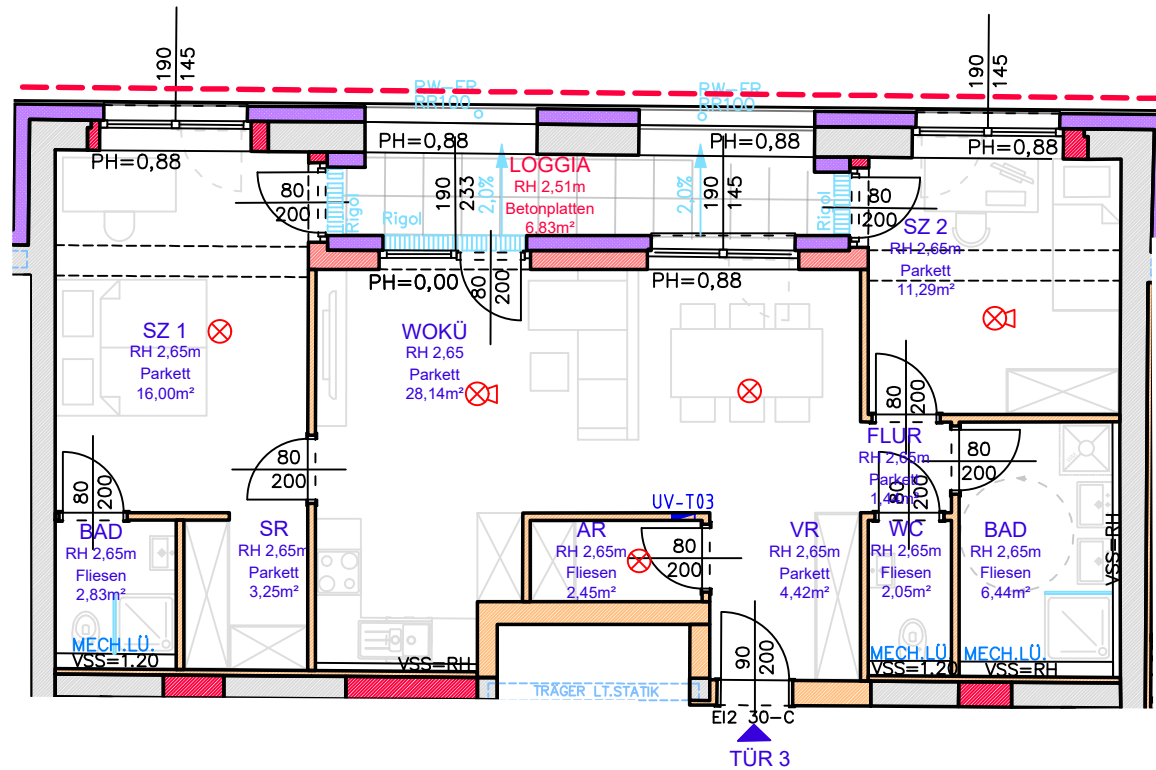 190
145
190
145
RW-FR
RR100
RW-FR
RR100
PH=0,88
PH=0,88
PH=0,88
PH=0,88
80
200
Rigol
Rigol
190
233
2,0%
LOGGIA
RH 2,51m
Betonplatten
6,83m²
2,0%
190
145
Rigol
80
200
SZ 2
RH 2,65m
Parkett
11,29m²
PH=0,00
80
200
PH=0,88
SZ 1
RH 2,65m
Parkett
16,00m²
WOKÜ
RH 2,65
Parkett
28,14m²
80
200
80
200
80
200
FLUR
RH 2,65m
Parkett
80
200
80
200
UV-T03
BAD
RH 2,65m
Fliesen
2,83m²
SR
RH 2,65m
Parkett
3,25m²
AR
RH 2,65m
Fliesen
2,45m²
80
200
VR
RH 2,65m
Parkett
4,42m²
WC
RH 2,65m
Fliesen
2,05m²
BAD
RH 2,65m
Fliesen
6,44m²
VSS=RH
MECH.LÜ.
VSS=1.20
VSS=RH
90
200
MECH.LÜ.
VSS=1.20
MECH.LÜ.
VSS=RH
TRÄGER LT.STATIK
EI2 30-C
TÜR 3